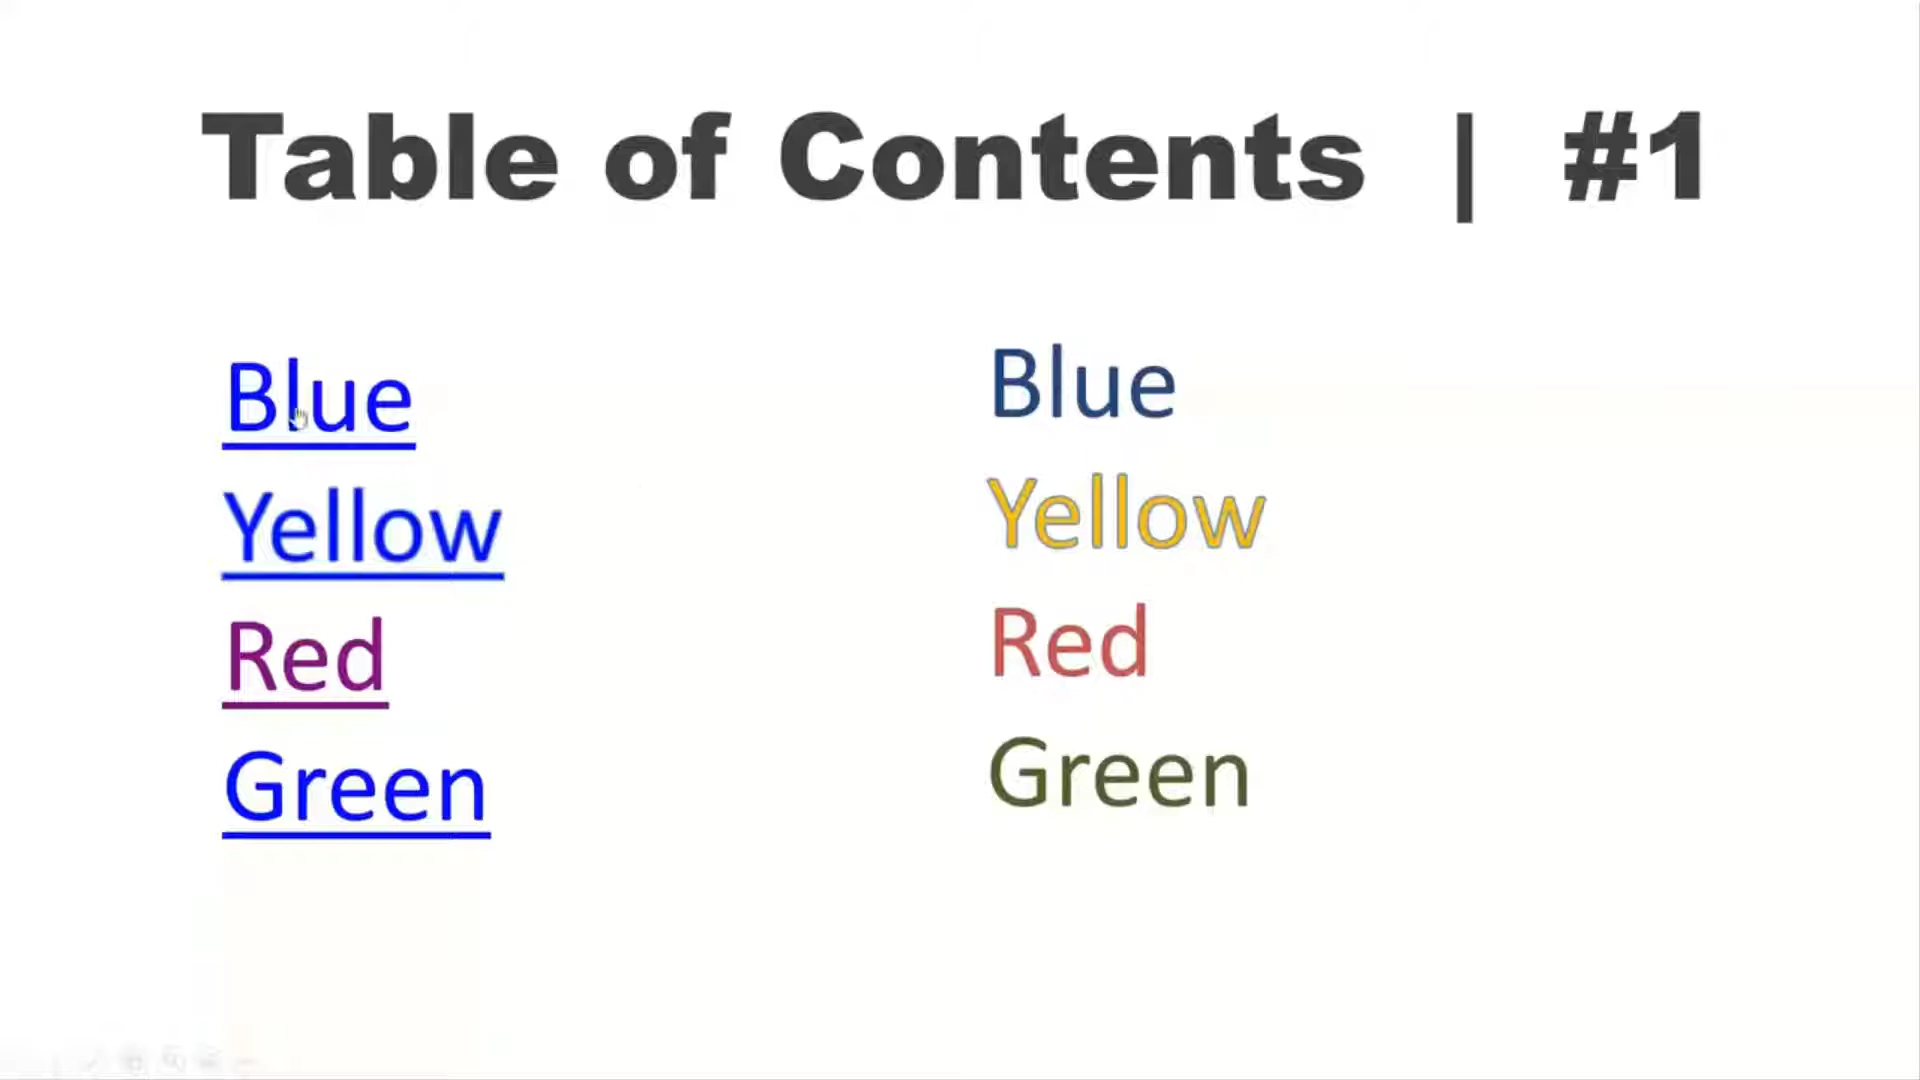 Table of Contents | #1
Blue
Yellow
Red
Green
Blue
Yellow
Red
Green